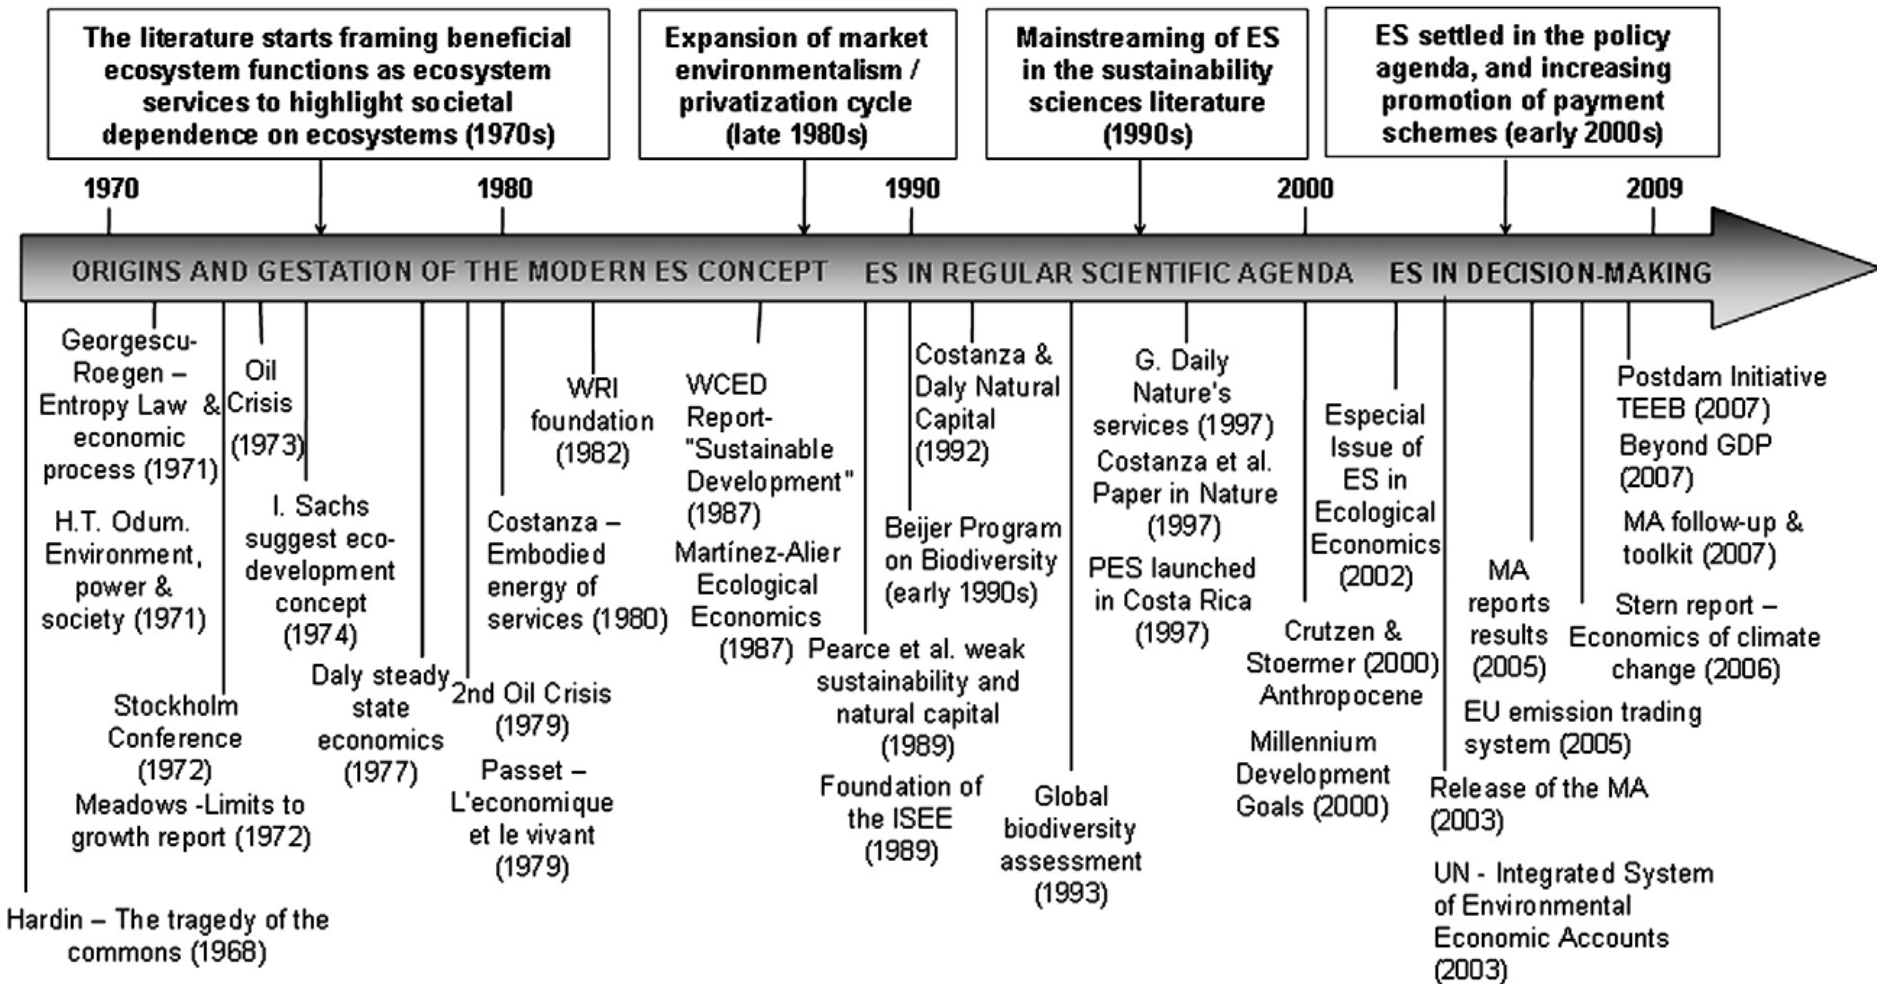 The literature starts framing beneficial
ecosystem functions as ecosystem
services to highlight societal
dependence on ecosystems (1970s)
Expansion of market
environmentalism /
privatization cycle
(late 1980s)
Mainstreaming of ES
in the sustainability
sciences literature
(1990s)
ES settled in the policy
agenda, and increasing
promotion of payment
schemes (early 2000s)
1970
1980
1990
2000
2009
ORIGINS AND GESTATION OF THE MODERN ES CONCEPT
ES IN REGULAR SCIENTIFIC AGENDA
ES IN DECISION-MAKING
Georgescu-
Roegen –
Entropy Law &
economic
process (1971)
H.T. Odum.
Environment,
power &
society (1971)
Oil
Crisis
(1973)
I. Sachs
suggest eco-
development
concept
(1974)
Stockholm
Conference
(1972)
Meadows -Limits to
growth report (1972)
Hardin – The tragedy of the
commons (1968)
Daly steady
state
economics
(1977)
2nd Oil Crisis
(1979)
Passet –
L'economique
et le vivant
(1979)
Costanza –
Embodied
energy of
services (1980)
WRI
foundation
(1982)
WCED
Report-
"Sustainable
Development"
(1987)
Martínez-Alier
Ecological
Economics
(1987)
Pearce et al. weak
sustainability and
natural capital
(1989)
Foundation of
the ISEE
(1989)
Costanza &
Daly Natural
Capital
(1992)
Beijer Program
on Biodiversity
(early 1990s)
Global
biodiversity
assessment
(1993)
G. Daily
Nature's
services (1997)
Costanza et al.
Paper in Nature
(1997)
PES launched
in Costa Rica
(1997)
Crutzen &
Stoermer (2000)
Anthropocene
Millennium
Development
Goals (2000)
Especial
Issue of
ES in
Ecological
Economics
(2002)
Release of the MA
(2003)
UN - Integrated System
of Environmental
Economic Accounts
(2003)
MA
reports
results
(2005)
EU emission trading
system (2005)
Stern report –
Economics of climate
change (2006)
Postdam Initiative
TEEB (2007)
Beyond GDP
(2007)
MA follow-up &
toolkit (2007)